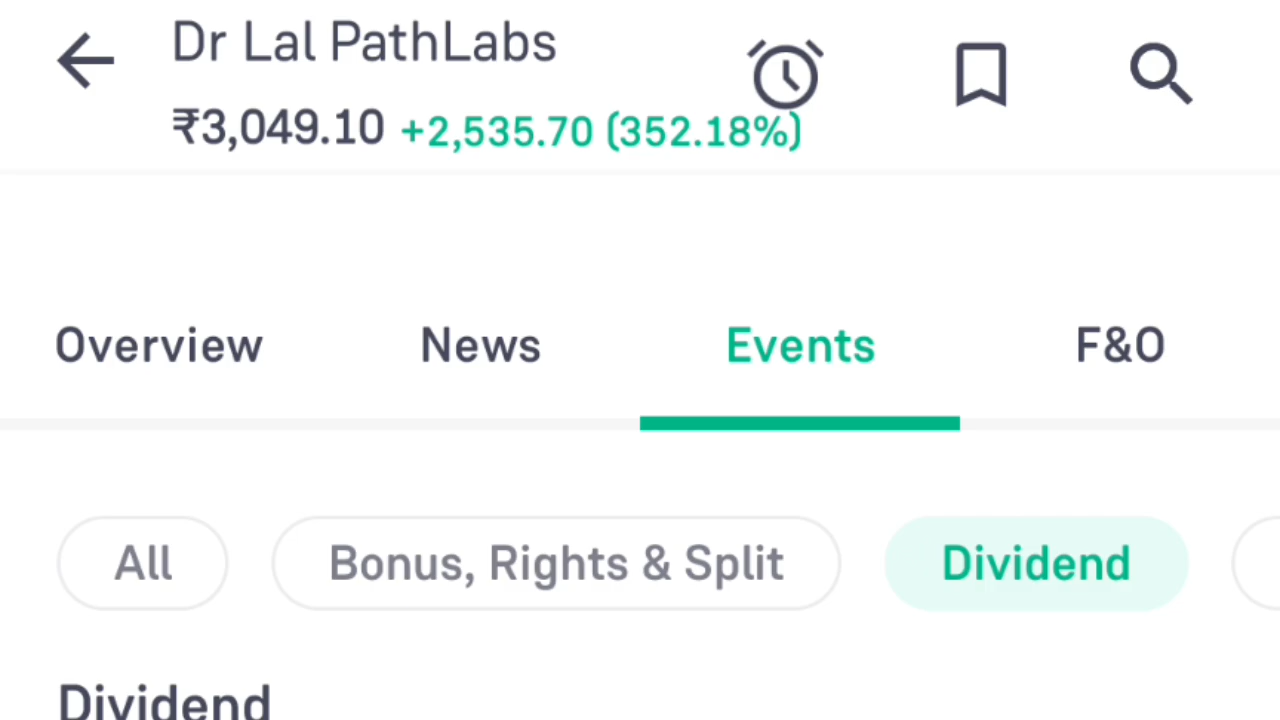 Dr Lal PathLabs
₹3,049.10 +2,535.70 (352.18%)
Overview News Events F&O
All Bonus, Rights & Split Dividend
Dividend